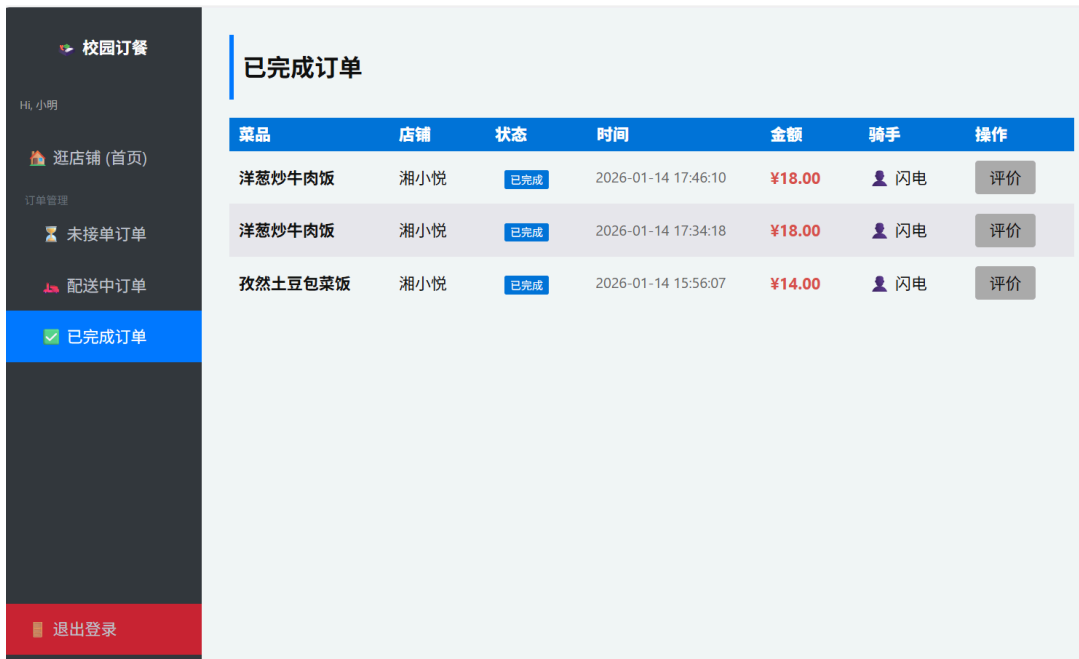 校园订餐
Hi, 小明
逛店铺 (首页)
订单管理
未接单订单
配送中订单
已完成订单
退出登录
已完成订单
菜品 店铺 状态 时间 金额 骑手 操作
洋葱炒牛肉饭 湘小悦 已完成 2026-01-14 17:46:10 ¥18.00 闪电 评价
洋葱炒牛肉饭 湘小悦 已完成 2026-01-14 17:34:18 ¥18.00 闪电 评价
孜然土豆包菜饭 湘小悦 已完成 2026-01-14 15:56:07 ¥14.00 闪电 评价